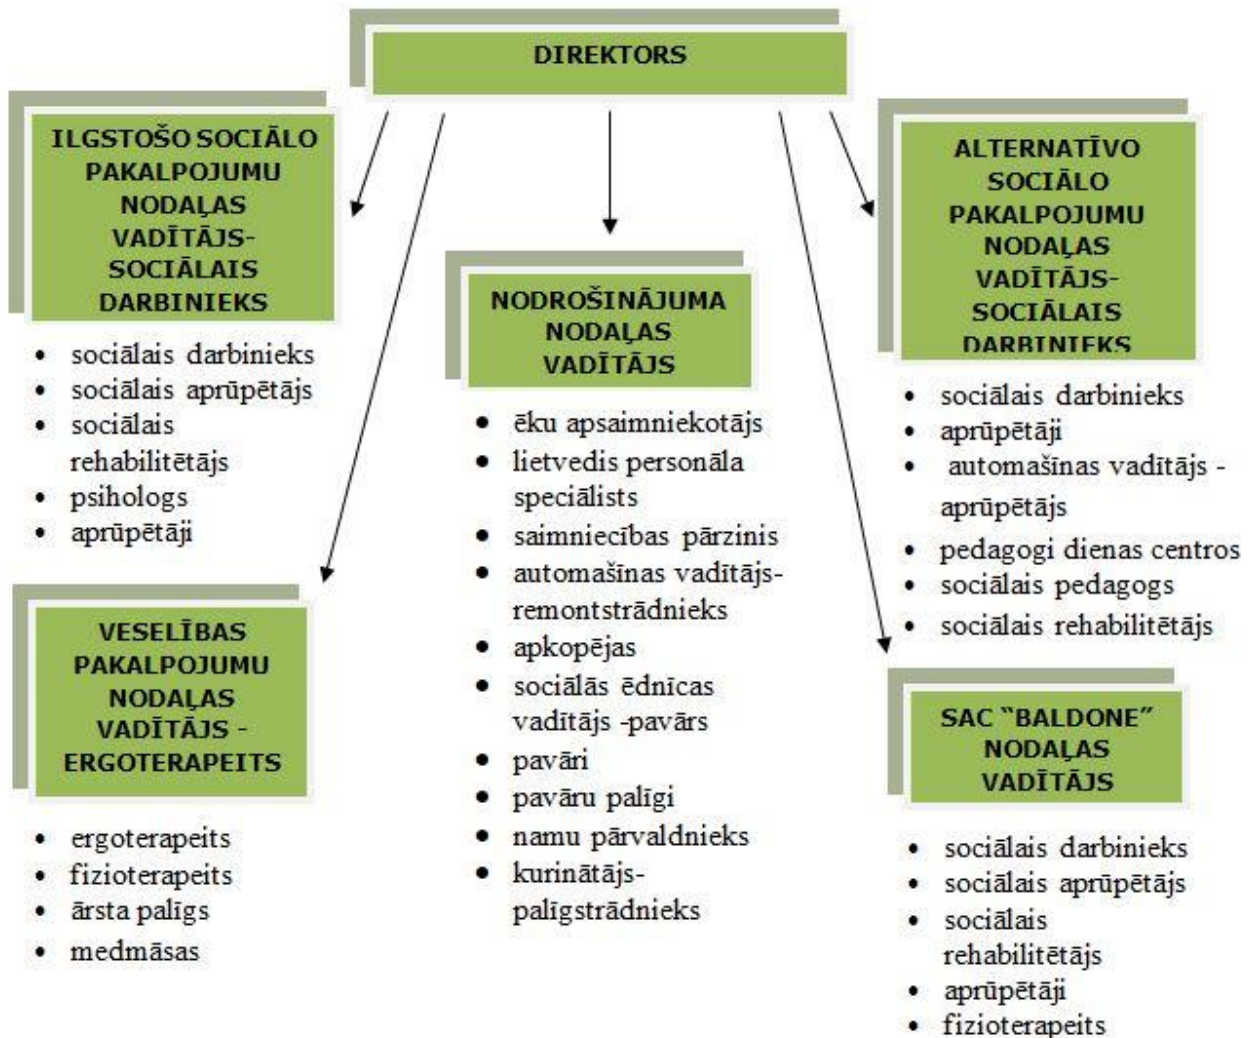 DIREKTORS
ILGSTOŠO SOCIĀLO
PAKALPOJUMU
NODAĻAS
VADĪTĀJS-
SOCIĀLAIS
DARBINIEKS
• sociālais darbinieks
• sociālais aprūpētājs
• sociālais
rehabilitētājs
• psihologs
• aprūpētāji
VESELĪBAS
PAKALPOJUMU
NODAĻAS
VADĪTĀJS -
ERGOTERAPEITS
• ergoterapeits
• fizioterapeits
• ārsta palīgs
• medmāsas
NODROŠINĀJUMA
NODAĻAS
VADĪTĀJS
• ēku apsaimniekotājs
• lietvedis personāla
speciālists
• saimniecības pārzinis
• automašīnas vadītājs-
remontstrādnieks
• apkopējas
• sociālās ēdnīcas
vadītājs -pavārs
• pavāri
• pavāru palīgi
• namu pārvaldnieks
• kurinātājs-
palīgstrādnieks
ALTERNATĪVO
SOCIĀLO
PAKALPOJUMU
NODAĻAS
VADĪTĀJS-
SOCIĀLAIS
DARBINIEKS
• sociālais darbinieks
• aprūpētāji
• automašīnas vadītājs -
aprūpētājs
• pedagogi dienas centros
• sociālais pedagogs
• sociālais rehabilitētājs
SAC “BALDONE”
NODAĻAS
VADĪTĀJS
• sociālais darbinieks
• sociālais aprūpētājs
• sociālais
rehabilitētājs
• aprūpētāji
• fizioterapeits